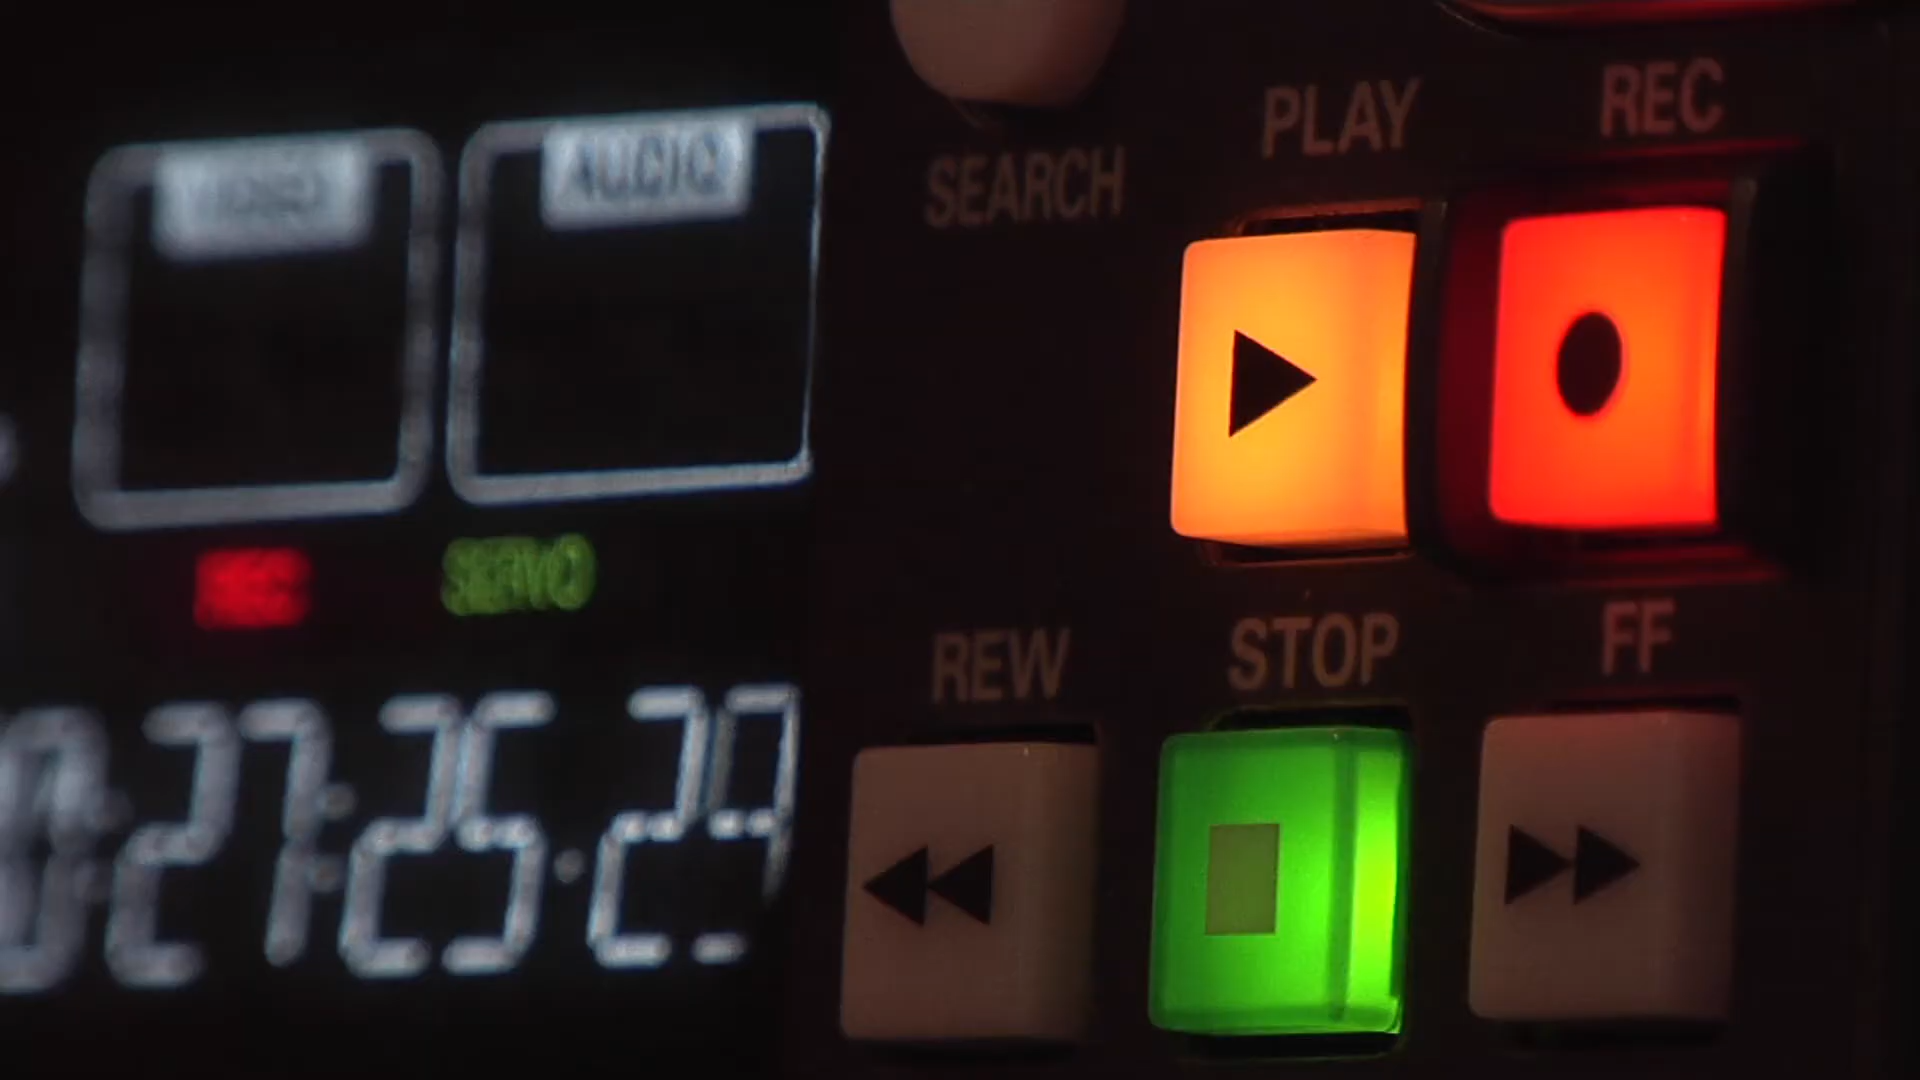 PLAY REC
AUDIO
SEARCH
SERVO
REW STOP FF
27:25:29